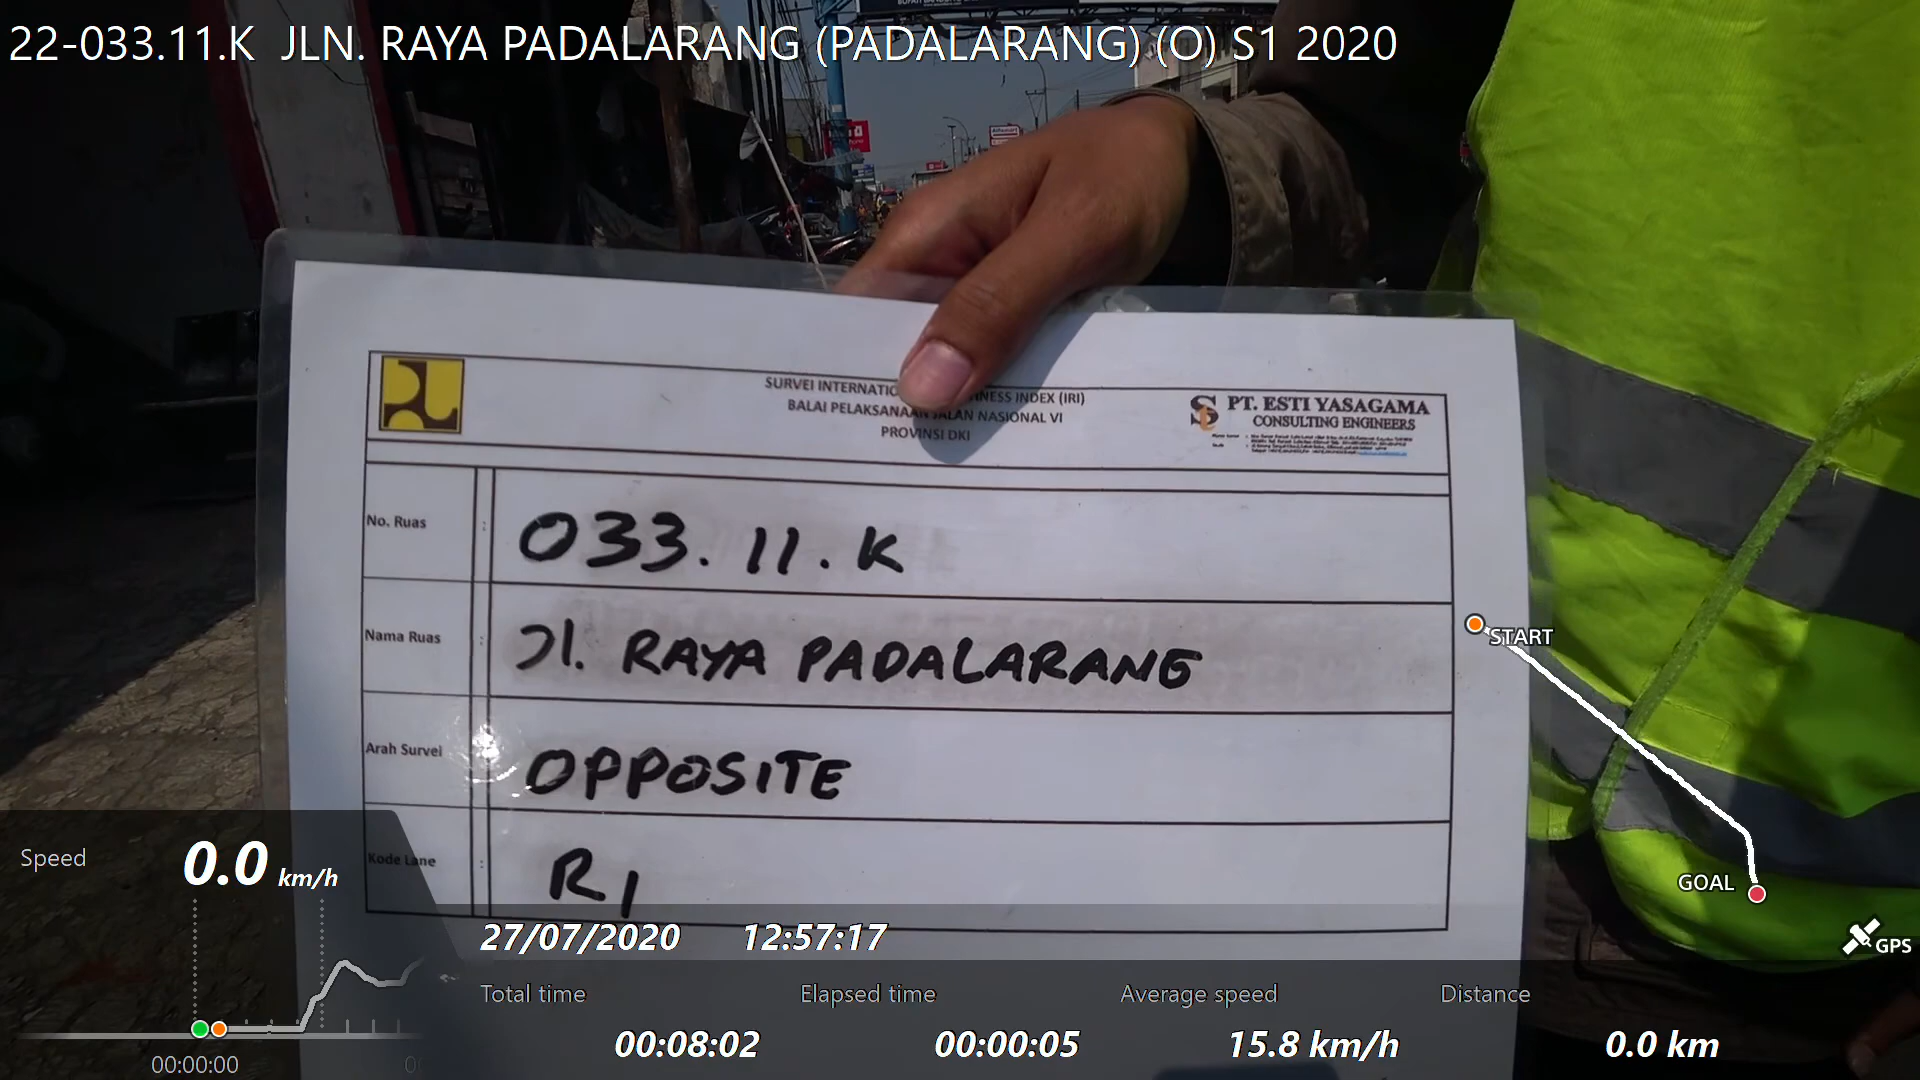 22-033.11.K JLN. RAYA PADALARANG (PADALARANG) (O) S1 2020
SURVEI INTERNATIO NESS INDEX (IRI)
BALAI PELAKSANAAN JALAN NASIONAL VI
PROVINSI DKI
PT. ESTI YASAGAMA
CONSULTING ENGINEERS
No. Ruas : 033.11.K
Nama Ruas : Jl. RAYA PADALARANG
Arah Survei : OPPOSITE
Kode Lane : R1
START
GOAL
GPS
Speed 0.0 km/h
00:00:00
27/07/2020 12:57:17
Total time Elapsed time Average speed Distance
00:08:02 00:00:05 15.8 km/h 0.0 km